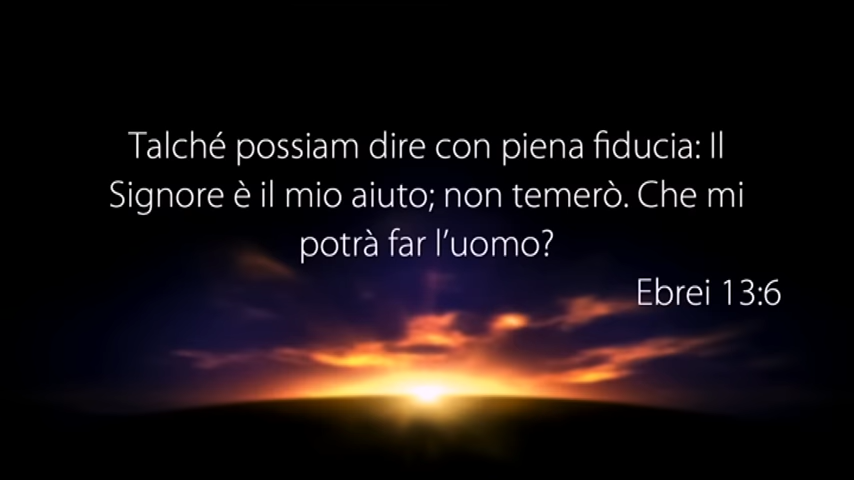 Talché possiam dire con piena fiducia: Il
Signore è il mio aiuto; non temerò. Che mi
potrà far l’uomo?
Ebrei 13:6